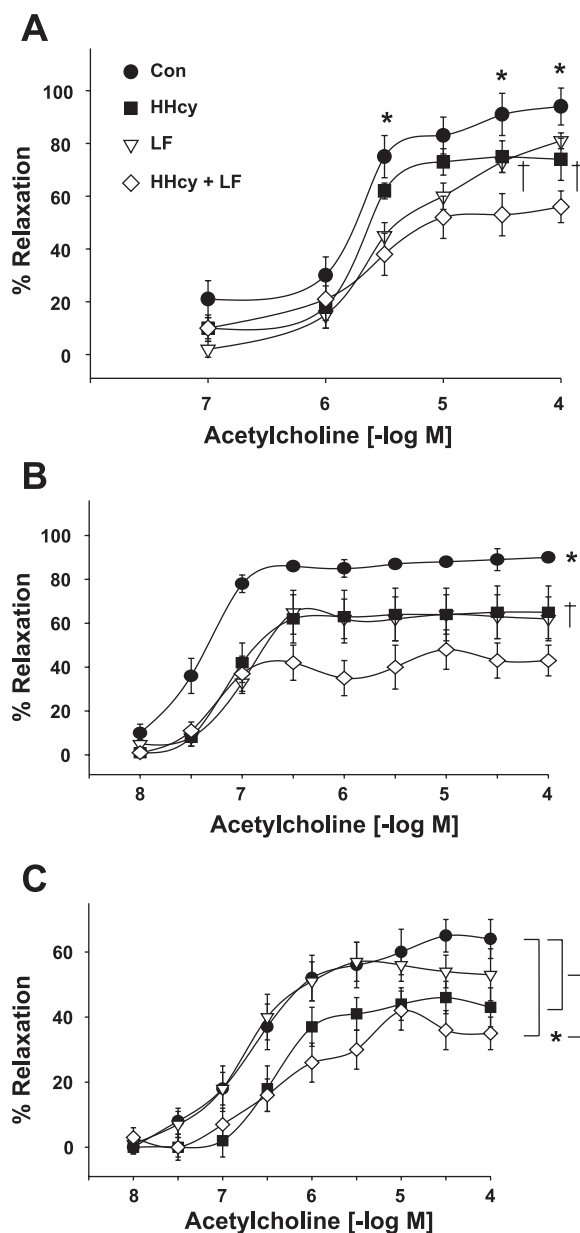 A
Con
HHcy
LF
HHcy + LF
* * *
† †
100
80
60
40
20
0
% Relaxation
7 6 5 4
Acetylcholine [-log M]
B
100
80
60
40
20
0
*
†
% Relaxation
8 7 6 5 4
Acetylcholine [-log M]
C
60
40
20
0
*
% Relaxation
8 7 6 5 4
Acetylcholine [-log M]